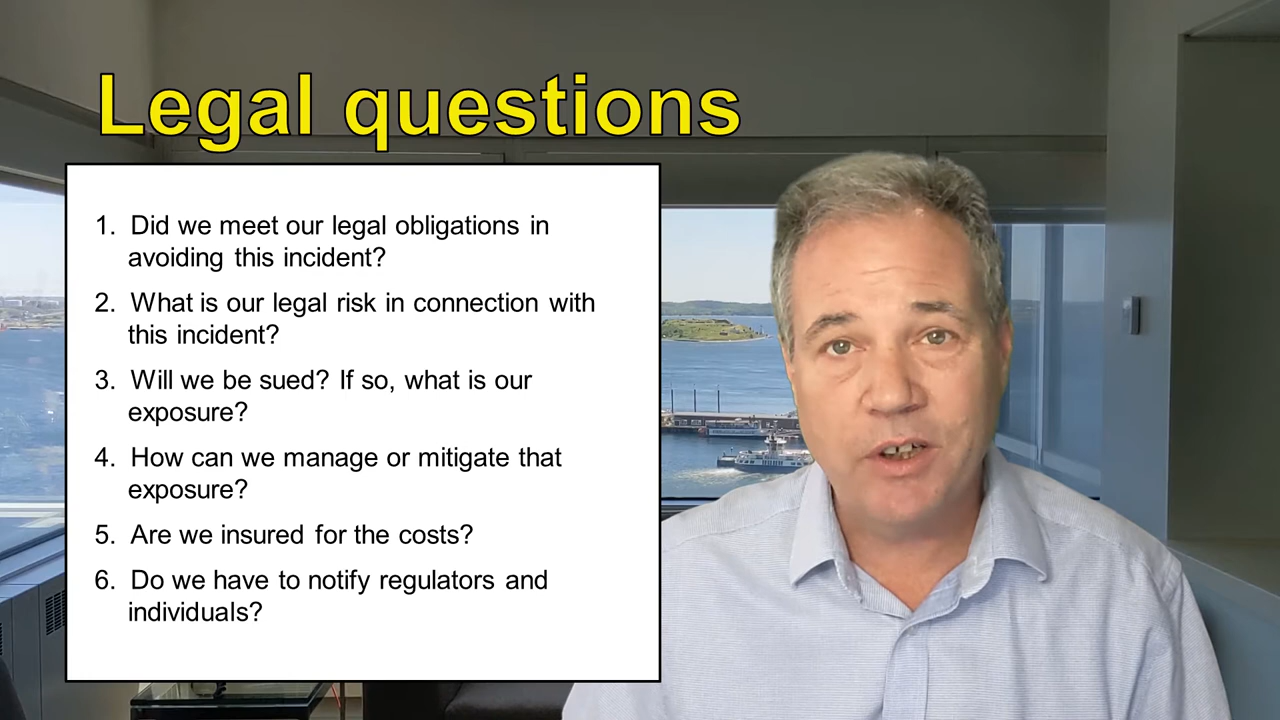 Legal questions
1. Did we meet our legal obligations in
avoiding this incident?
2. What is our legal risk in connection with
this incident?
3. Will we be sued? If so, what is our
exposure?
4. How can we manage or mitigate that
exposure?
5. Are we insured for the costs?
6. Do we have to notify regulators and
individuals?